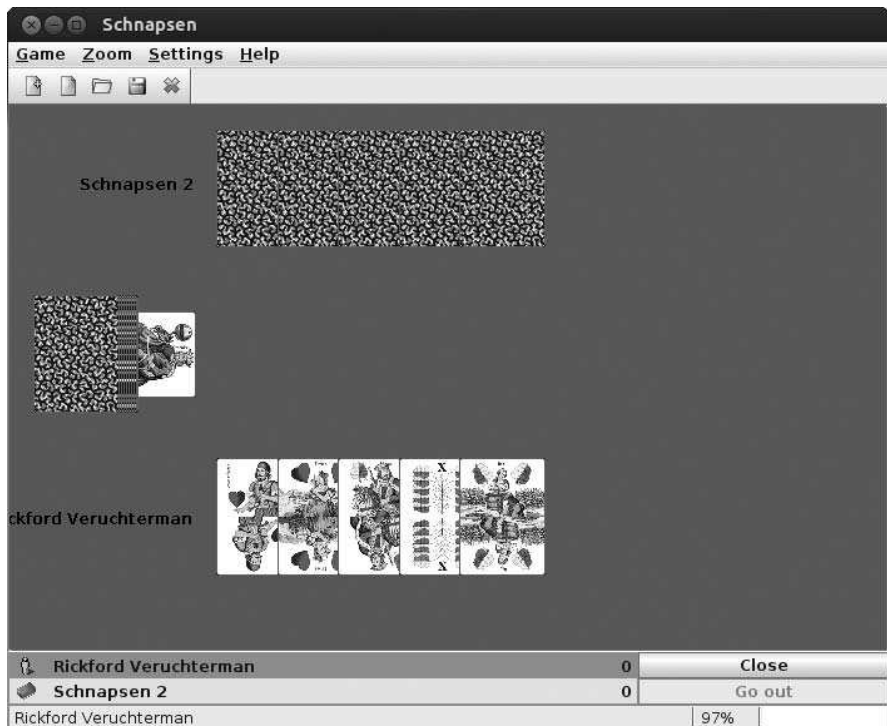 Schnapsen
Game Zoom Settings Help
Schnapsen 2
ckford Veruchterman
X
X
Rickford Veruchterman 0 Close
Schnapsen 2 0 Go out
Rickford Veruchterman 97%